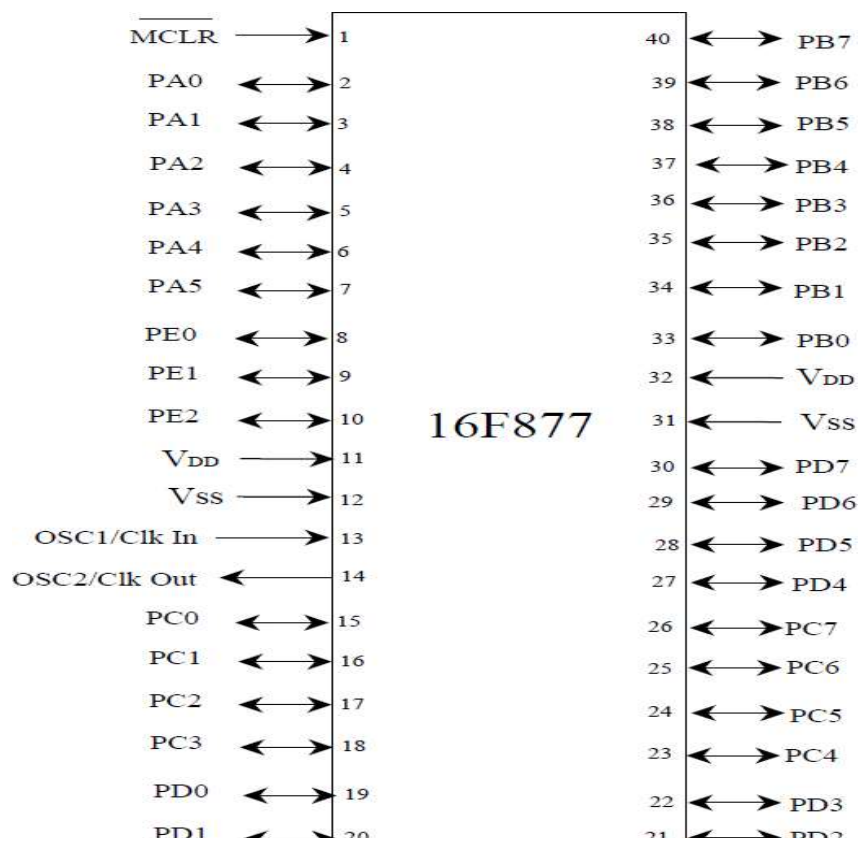 MCLR 1 40 PB7
PA0 2 39 PB6
PA1 3 38 PB5
PA2 4 37 PB4
PA3 5 36 PB3
PA4 6 35 PB2
PA5 7 34 PB1
PE0 8 33 PB0
PE1 9 32 VDD
PE2 10 16F877 31 VSS
VDD 11 30 PD7
VSS 12 29 PD6
OSC1/Clk In 13 28 PD5
OSC2/Clk Out 14 27 PD4
PC0 15 26 PC7
PC1 16 25 PC6
PC2 17 24 PC5
PC3 18 23 PC4
PD0 19 22 PD3
PD1 20 21 PD2